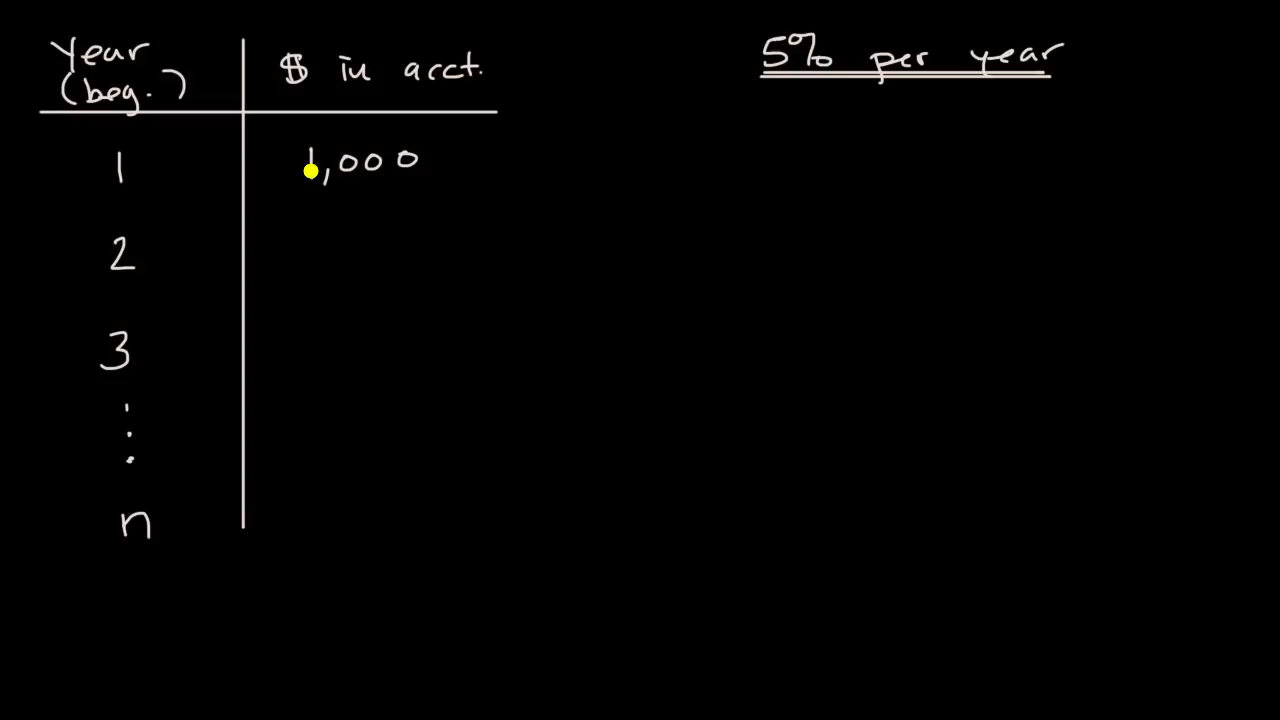 Year $ in acct. 5% per year
(beg.)
1 1,000
2
3
⋮
n